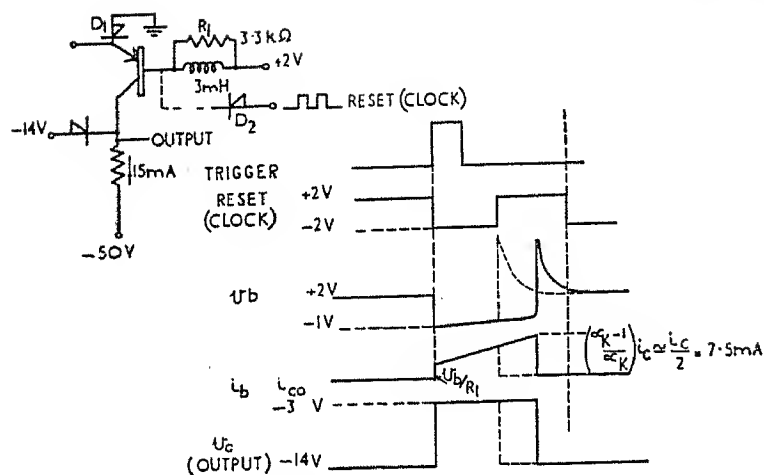 D1
R1
3·3kΩ
+2V
3mH
-14V
D2
RESET (CLOCK)
OUTPUT
15mA
-50V
TRIGGER
RESET
(CLOCK)
+2V
-2V
υb
+2V
-1V
(αK-1/αK) ic ≃ ic/2 = 7·5mA
υb/R1
ib
ico
-3 V
υc
(OUTPUT)
-14V